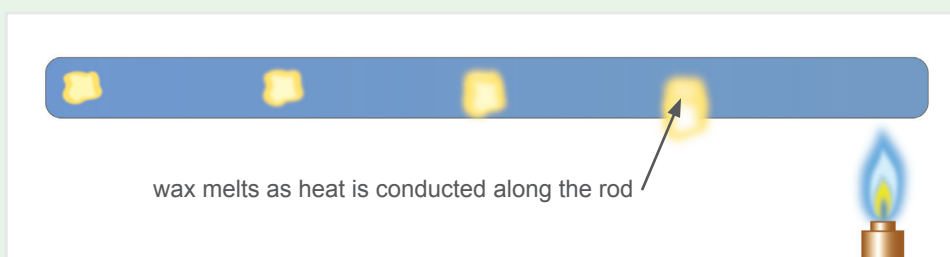 wax melts as heat is conducted along the rod